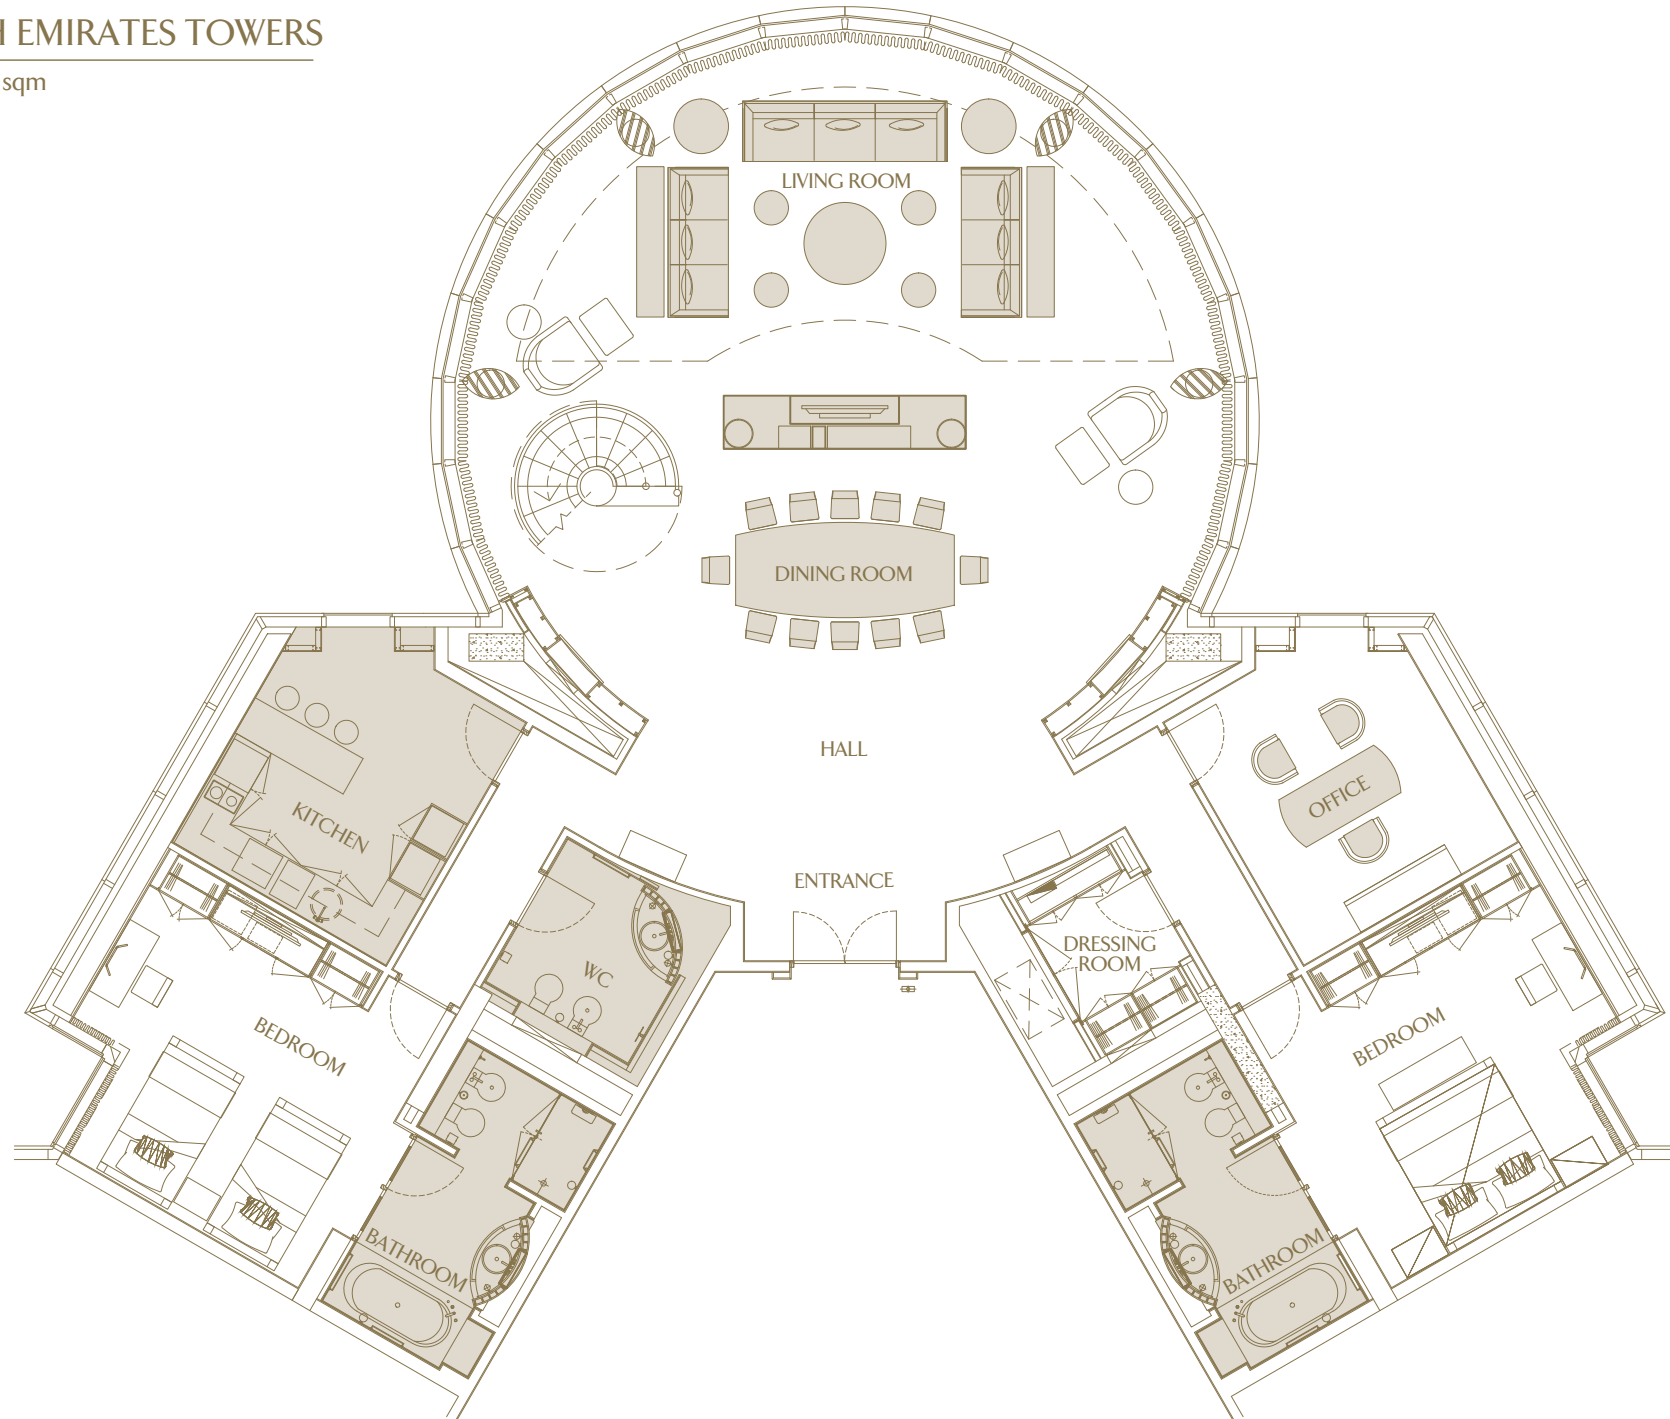 H EMIRATES TOWERS
sqm
LIVING ROOM
DINING ROOM
HALL
ENTRANCE
KITCHEN
OFFICE
WC
DRESSING
ROOM
BEDROOM
BEDROOM
BATHROOM
BATHROOM